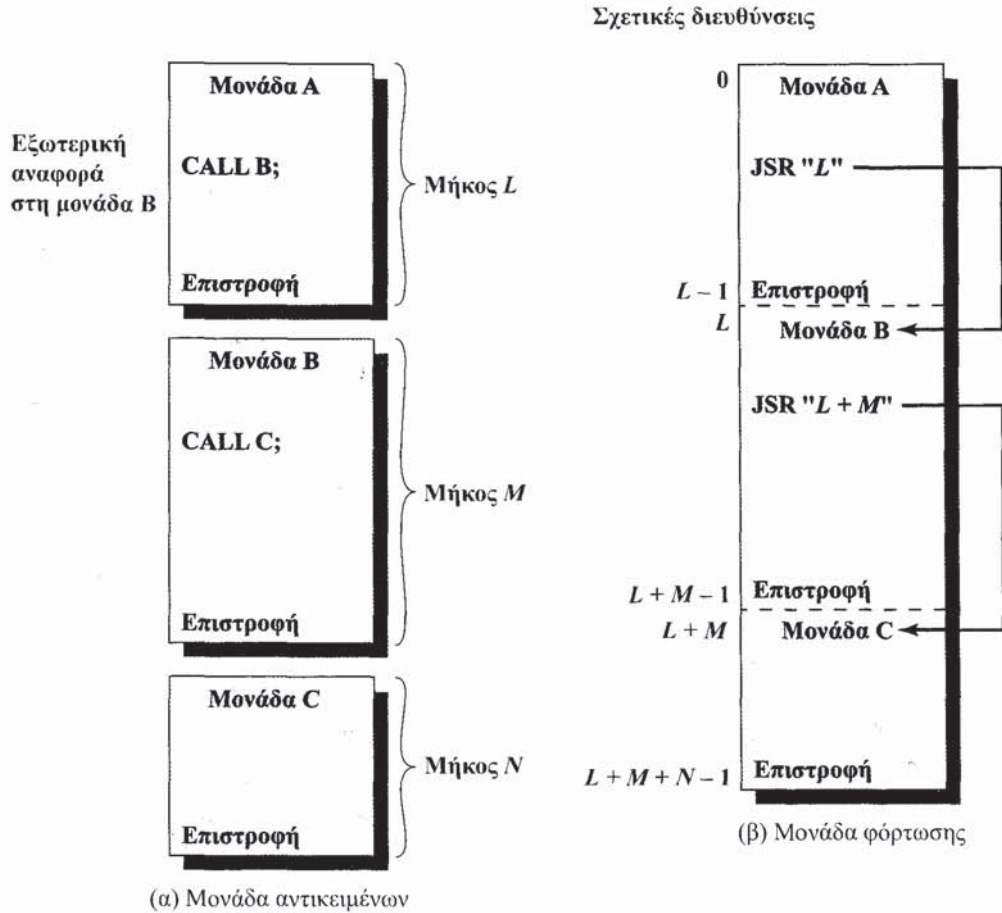 Εξωτερική
αναφορά
στη μονάδα Β
Μονάδα Α
CALL B;
Επιστροφή
Μήκος L
Μονάδα Β
CALL C;
Επιστροφή
Μήκος M
Μονάδα C
Επιστροφή
Μήκος N
(α) Μονάδα αντικειμένων
Σχετικές διευθύνσεις
0
Μονάδα Α
JSR "L"
L – 1
Επιστροφή
L
Μονάδα Β
JSR "L + M"
L + M – 1
Επιστροφή
L + M
Μονάδα C
L + M + N – 1
Επιστροφή
(β) Μονάδα φόρτωσης